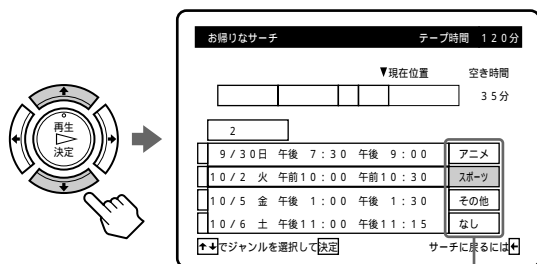 お帰りなサーチ テープ時間 120分
▼現在位置 空き時間
35分
再生
決定
2
9/30日 午後 7:30 午後 9:00 アニメ
10/2 火 午前10:00 午前10:30 スポーツ
10/5 金 午後 1:00 午後 1:30 その他
10/6 土 午後11:00 午後11:15 なし
↑↓でジャンルを選択して決定 サーチに戻るには←